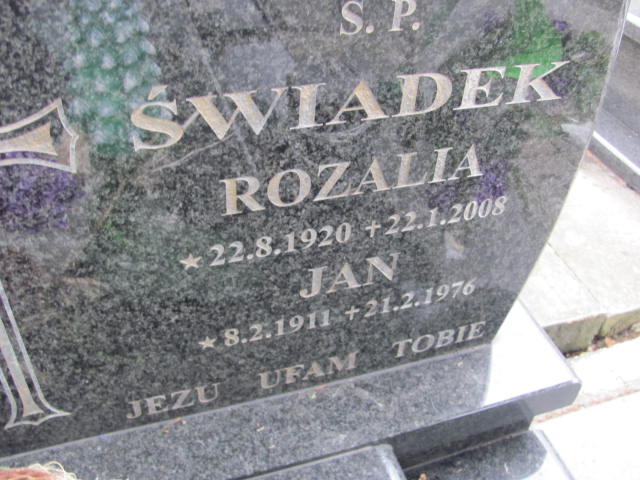 Ś. P.
ŚWIADEK
ROZALIA
★22.8.1920 +22.1.2008
JAN
★8.2.1911 +21.2.1976
JEZU UFAM TOBIE